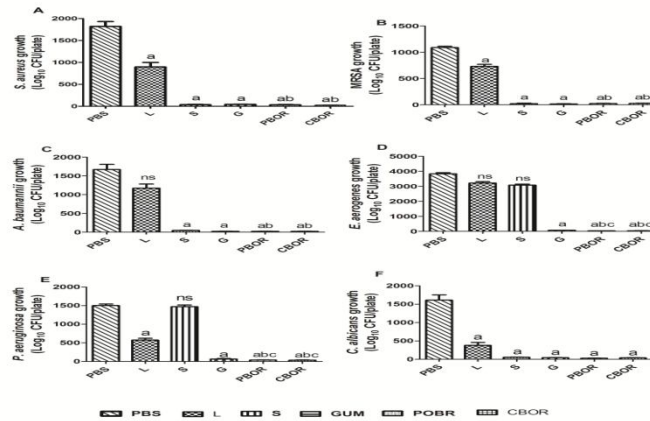 A
S. aureus growth
(Log10 CFU/plate)
2000
1500
1000
500
0
a
a
a
ab
ab
PBS
L
S
G
PBOR
CBOR
B
MRSA growth
(Log10 CFU/plate)
1500
1000
500
0
a
a
a
ab
ab
PBS
L
S
G
PBOR
CBOR
C
A.baumannii growth
(Log10 CFU/plate)
2000
1500
1000
500
0
ns
a
a
ab
ab
PBS
L
S
G
PBOR
CBOR
D
E. aerogenes growth
(Log10 CFU/plate)
5000
4000
3000
2000
1000
0
ns
ns
a
abc
abc
PBS
L
S
G
PBOR
CBOR
E
P. aeruginosa growth
(Log10 CFU/plate)
2000
1500
1000
500
0
a
ns
a
abc
abc
PBS
L
S
G
PBOR
CBOR
F
C. albicans growth
(Log10 CFU/plate)
2000
1500
1000
500
0
a
a
a
a
a
PBS
L
S
G
PBOR
CBOR
PBS L S GUM POBR CBOR